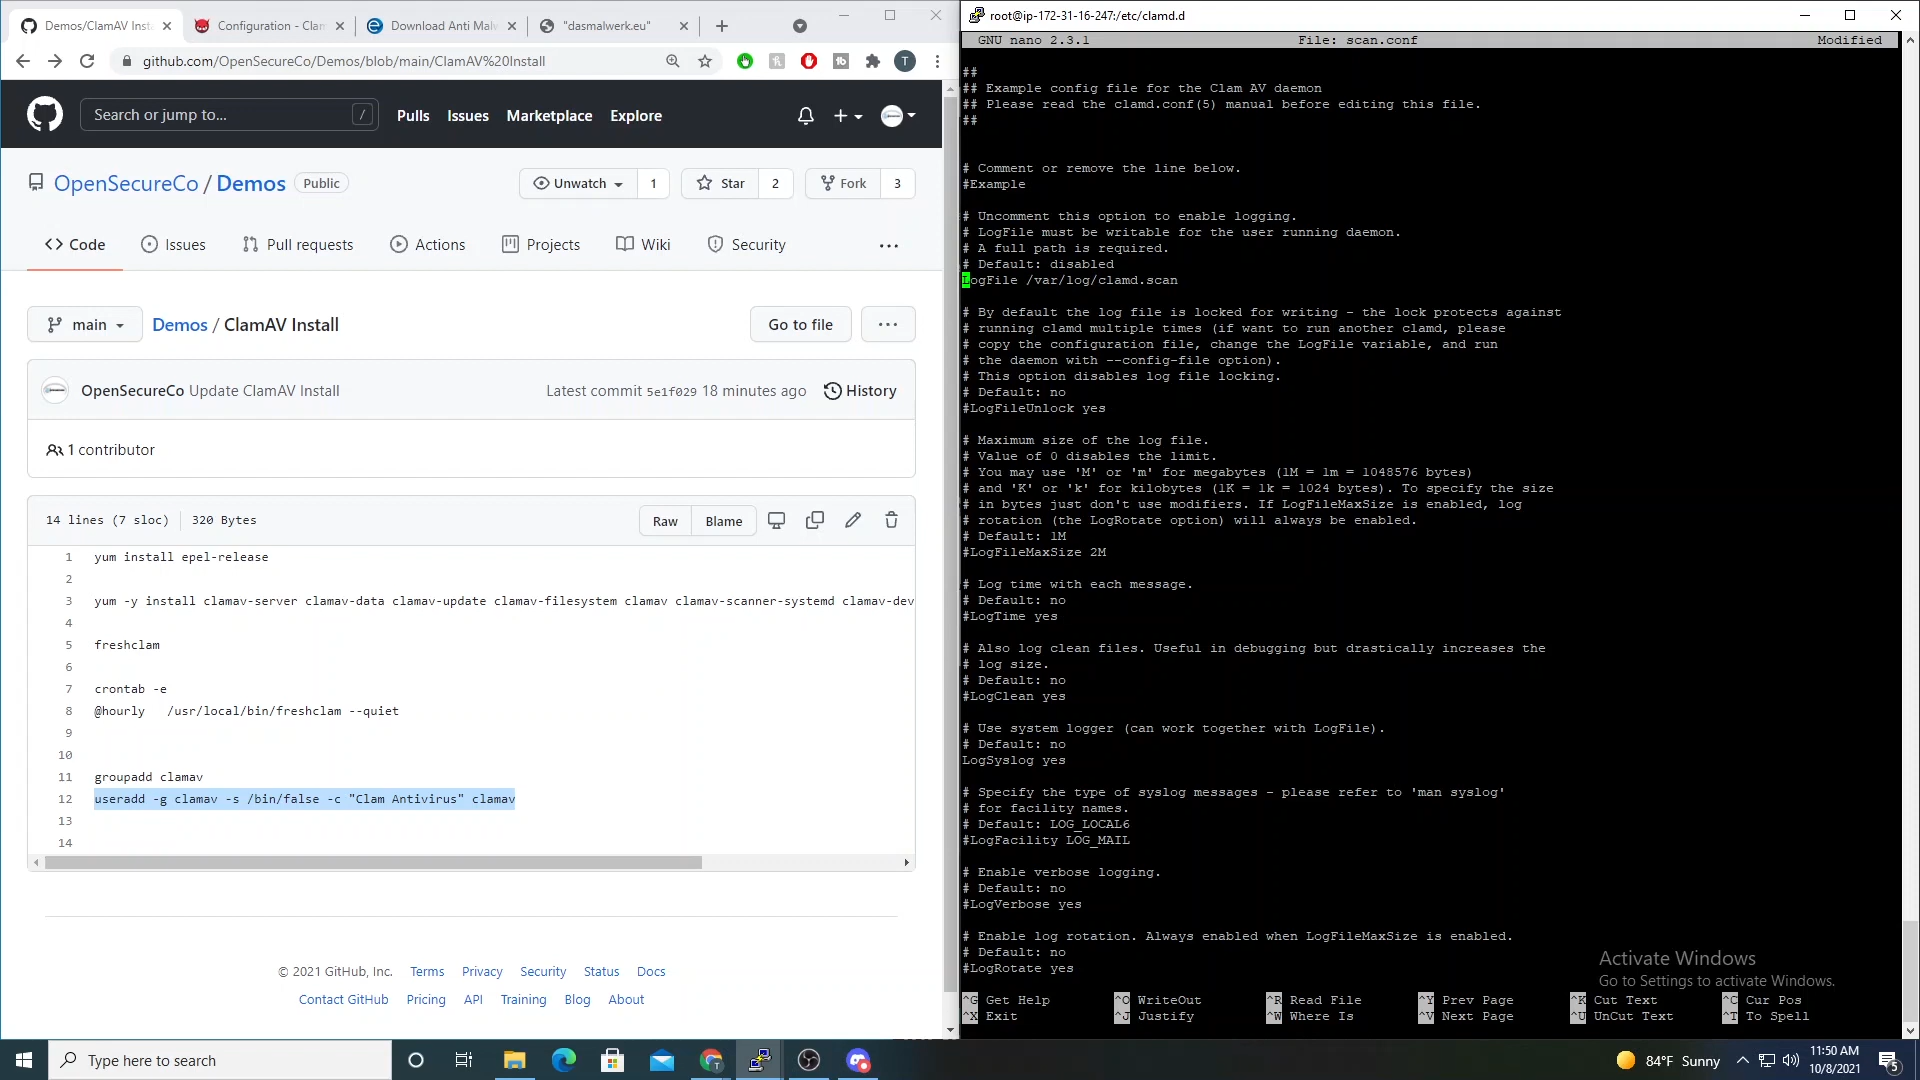 Demos/ClamAV Insta
Configuration - Clam
Download Anti Malw
"dasmalwerk.eu"
github.com/OpenSecureCo/Demos/blob/main/ClamAV%20Install
T
Search or jump to...
/
Pulls
Issues
Marketplace
Explore
OpenSecureCo / Demos
Public
Unwatch
1
Star
2
Fork
3
<> Code
Issues
Pull requests
Actions
Projects
Wiki
Security
...
main
Demos / ClamAV Install
Go to file
...
OpenSecureCo Update ClamAV Install
Latest commit 5e1f029 18 minutes ago
History
1 contributor
14 lines (7 sloc)
320 Bytes
Raw
Blame
1 yum install epel-release
2
3 yum -y install clamav-server clamav-data clamav-update clamav-filesystem clamav clamav-scanner-systemd clamav-dev
4
5 freshclam
6
7 crontab -e
8 @hourly /usr/local/bin/freshclam --quiet
9
10
11 groupadd clamav
12 useradd -g clamav -s /bin/false -c "Clam Antivirus" clamav
13
14
© 2021 GitHub, Inc.
Terms
Privacy
Security
Status
Docs
Contact GitHub
Pricing
API
Training
Blog
About
root@ip-172-31-16-247:/etc/clamd.d
GNU nano 2.3.1
File: scan.conf
Modified
##
## Example config file for the Clam AV daemon
## Please read the clamd.conf(5) manual before editing this file.
##
# Comment or remove the line below.
#Example
# Uncomment this option to enable logging.
# LogFile must be writable for the user running daemon.
# A full path is required.
# Default: disabled
LogFile /var/log/clamd.scan
# By default the log file is locked for writing - the lock protects against
# running clamd multiple times (if want to run another clamd, please
# copy the configuration file, change the LogFile variable, and run
# the daemon with --config-file option).
# This option disables log file locking.
# Default: no
#LogFileUnlock yes
# Maximum size of the log file.
# Value of 0 disables the limit.
# You may use 'M' or 'm' for megabytes (1M = 1m = 1048576 bytes)
# and 'K' or 'k' for kilobytes (1K = 1k = 1024 bytes). To specify the size
# in bytes just don't use modifiers. If LogFileMaxSize is enabled, log
# rotation (the LogRotate option) will always be enabled.
# Default: 1M
#LogFileMaxSize 2M
# Log time with each message.
# Default: no
#LogTime yes
# Also log clean files. Useful in debugging but drastically increases the
# log size.
# Default: no
#LogClean yes
# Use system logger (can work together with LogFile).
# Default: no
LogSyslog yes
# Specify the type of syslog messages - please refer to 'man syslog'
# for facility names.
# Default: LOG_LOCAL6
#LogFacility LOG_MAIL
# Enable verbose logging.
# Default: no
#LogVerbose yes
# Enable log rotation. Always enabled when LogFileMaxSize is enabled.
# Default: no
#LogRotate yes
Activate Windows
Go to Settings to activate Windows.
^G Get Help
^O WriteOut
^R Read File
^Y Prev Page
^K Cut Text
^C Cur Pos
^X Exit
^J Justify
^W Where Is
^V Next Page
^U UnCut Text
^T To Spell
Type here to search
84°F Sunny
11:50 AM
10/8/2021
5